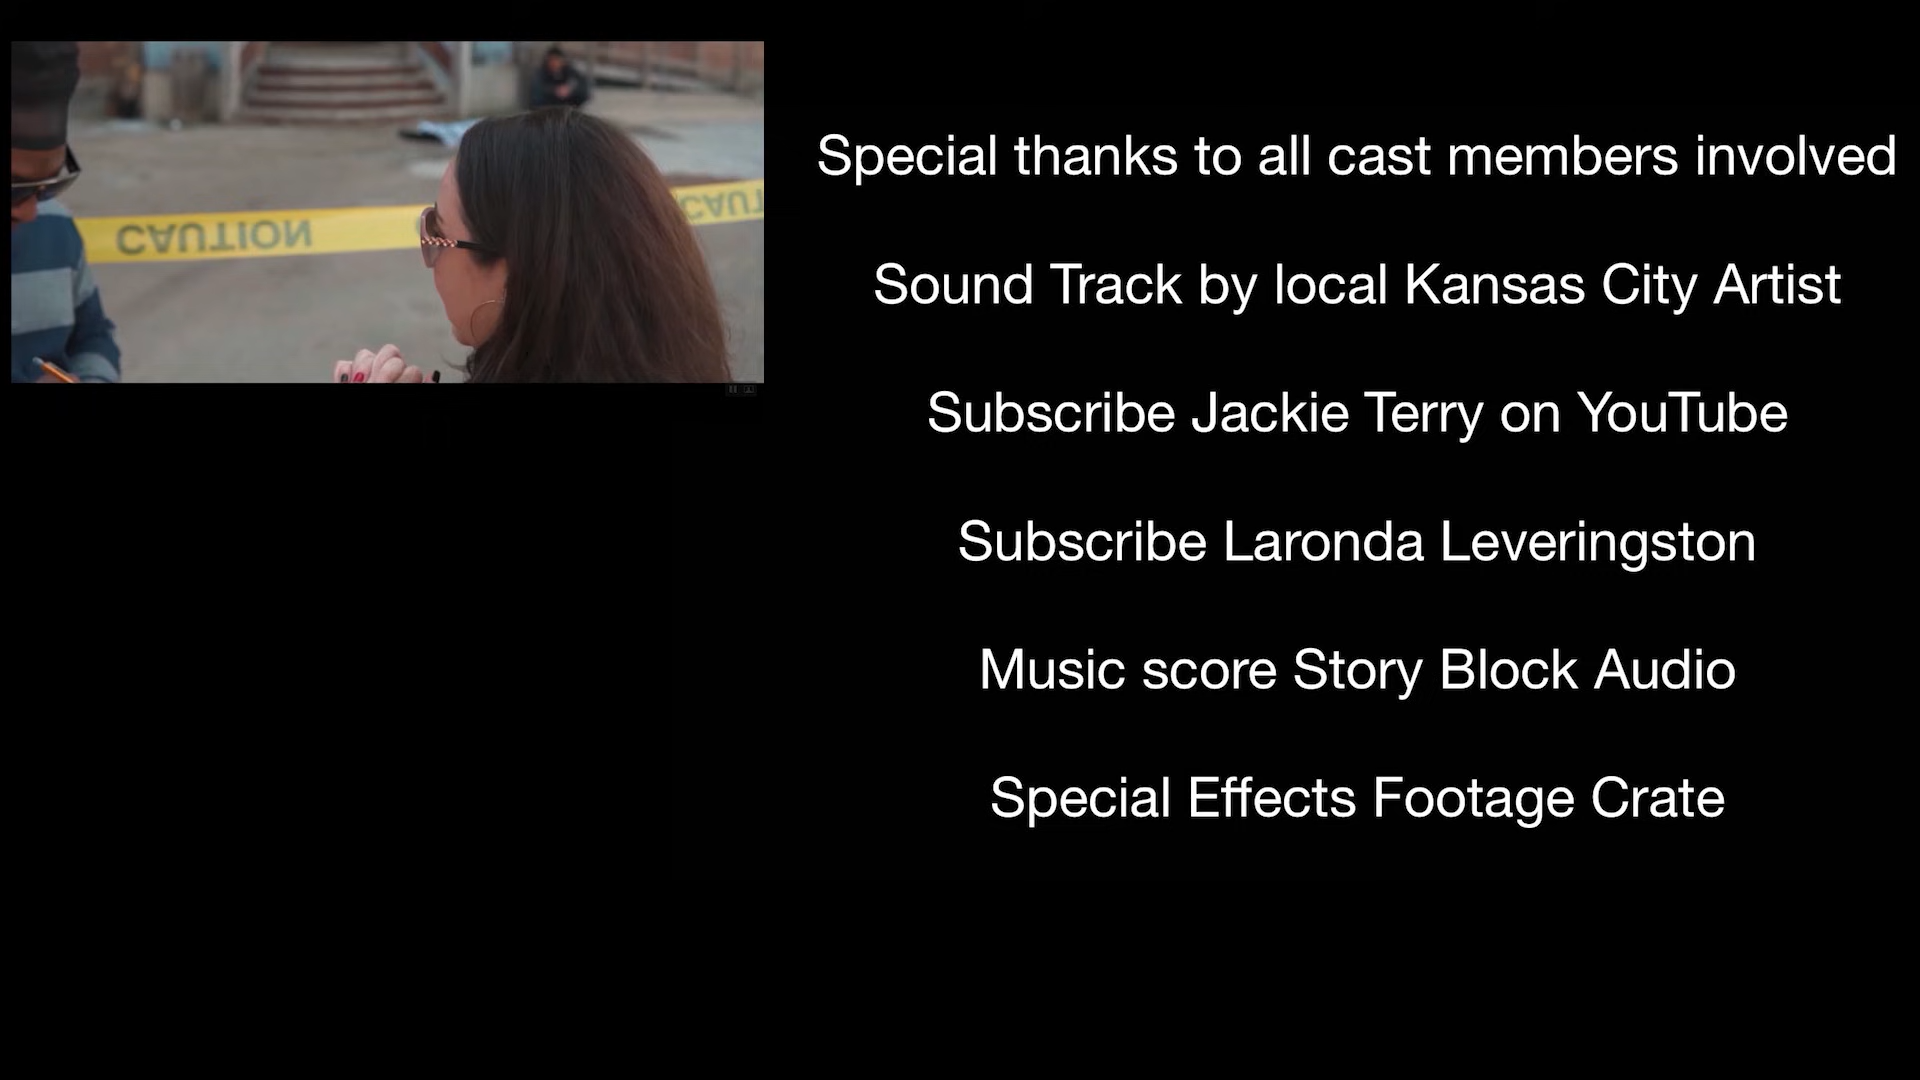 CAUTION
CAUT
Special thanks to all cast members involved
Sound Track by local Kansas City Artist
Subscribe Jackie Terry on YouTube
Subscribe Laronda Leveringston
Music score Story Block Audio
Special Effects Footage Crate